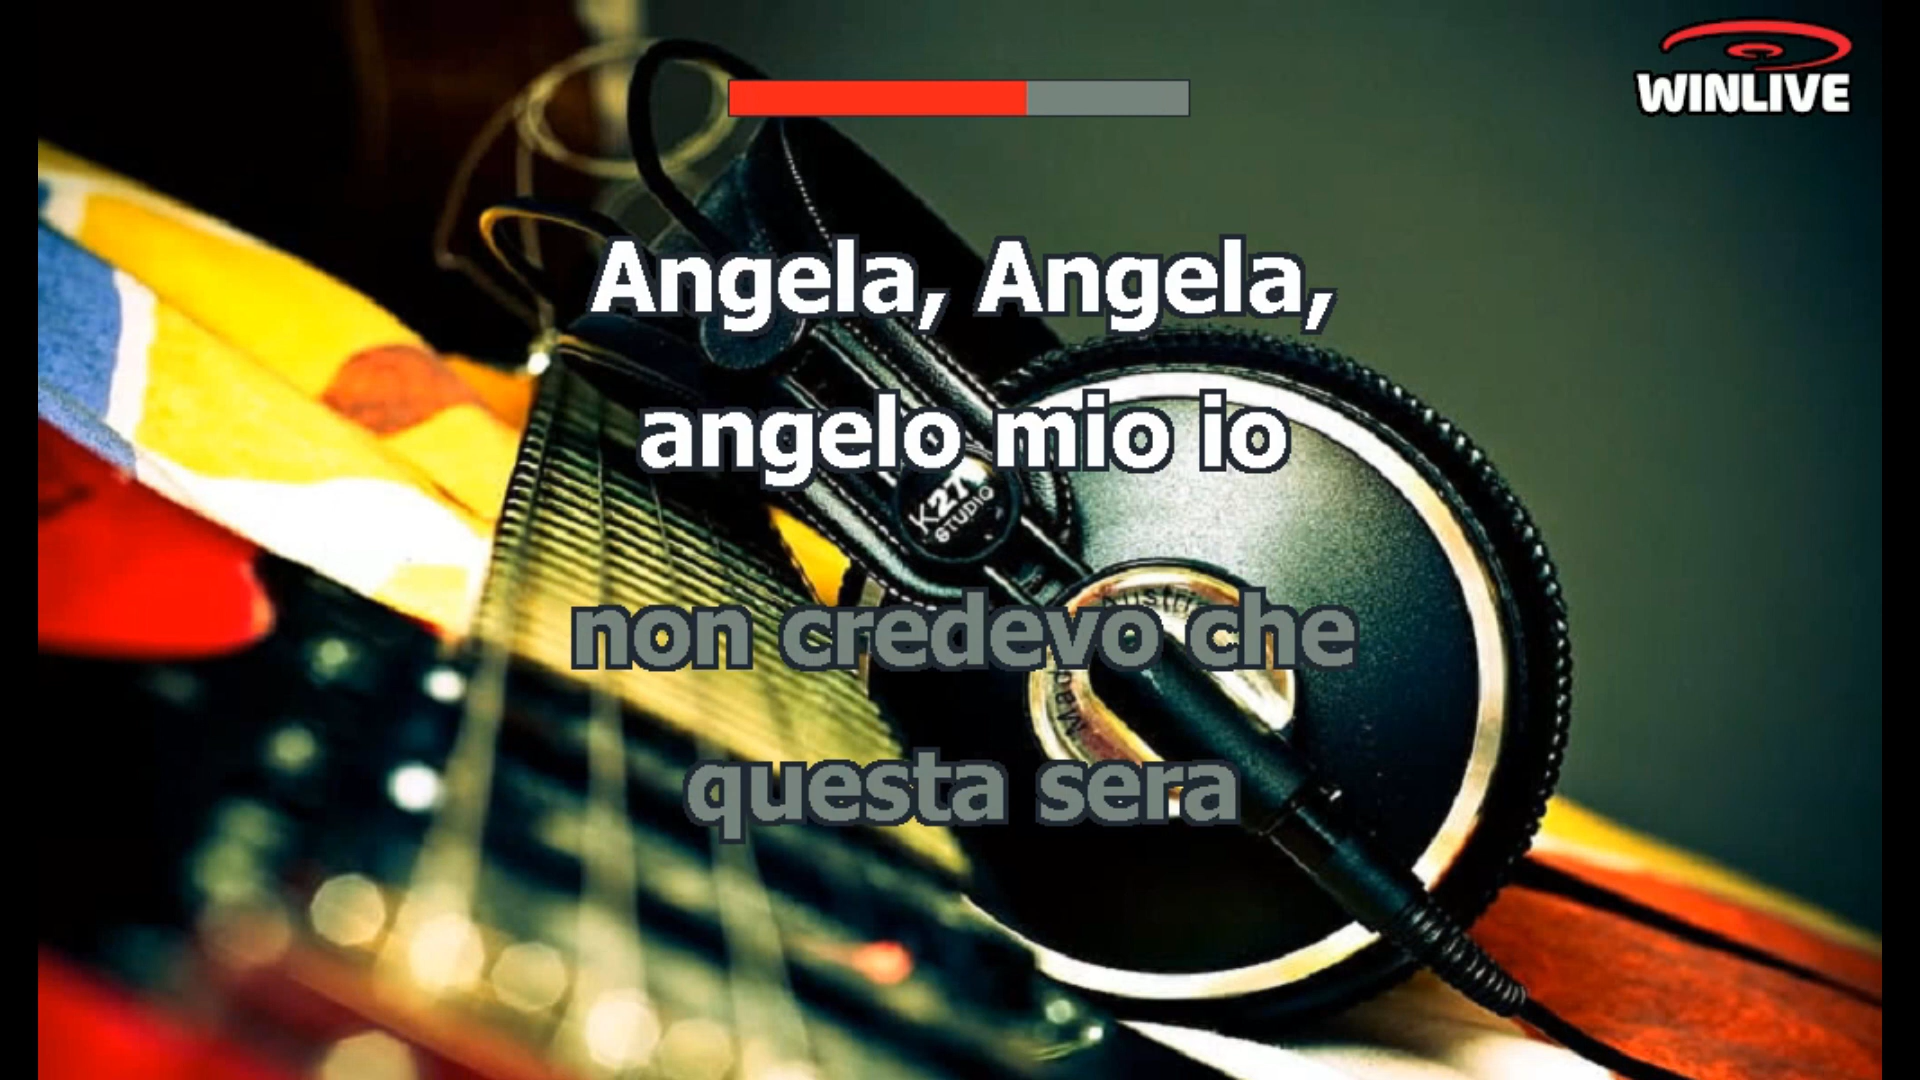 WINLIVE
Angela, Angela,
angelo mio io
K27
STUDIO
non credevo che
questa sera